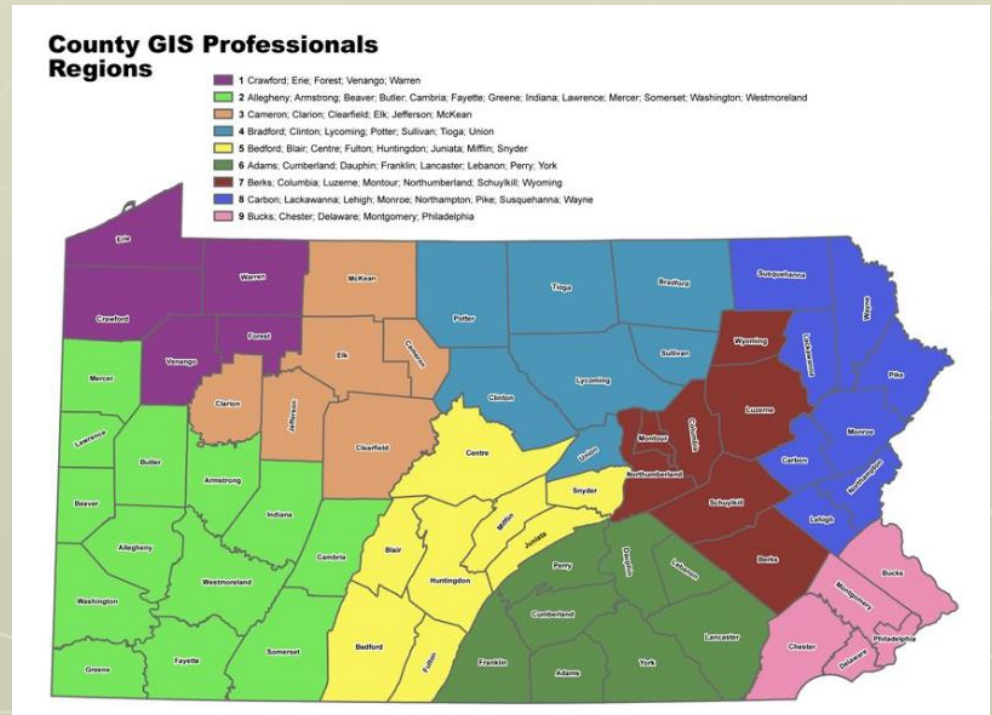 County GIS Professionals
Regions
1 Crawford; Erie; Forest; Venango; Warren
2 Allegheny; Armstrong; Beaver; Butler; Cambria; Fayette; Greene; Indiana; Lawrence; Mercer; Somerset; Washington; Westmoreland
3 Cameron; Clarion; Clearfield; Elk; Jefferson; McKean
4 Bradford; Clinton; Lycoming; Potter; Sullivan; Tioga; Union
5 Bedford; Blair; Centre; Fulton; Huntingdon; Juniata; Mifflin; Snyder
6 Adams; Cumberland; Dauphin; Franklin; Lancaster; Lebanon; Perry; York
7 Berks; Columbia; Luzerne; Montour; Northumberland; Schuylkill; Wyoming
8 Carbon; Lackawanna; Lehigh; Monroe; Northampton; Pike; Susquehanna; Wayne
9 Bucks; Chester; Delaware; Montgomery; Philadelphia
Erie
Warren
McKean
Susquehanna
Bradford
Tioga
Wayne
Crawford
Potter
Forest
Wyoming
Elk
Cameron
Sullivan
Lackawanna
Venango
Pike
Mercer
Lycoming
Clinton
Clarion
Jefferson
Luzerne
Lawrence
Columbia
Monroe
Montour
Clearfield
Centre
Union
Butler
Carbon
Armstrong
Northumberland
Northampton
Snyder
Beaver
Schuylkill
Indiana
Lehigh
Mifflin
Allegheny
Juniata
Blair
Cambria
Dauphin
Berks
Perry
Lebanon
Huntingdon
Westmoreland
Bucks
Washington
Montgomery
Cumberland
Lancaster
Philadelphia
Bedford
Chester
Somerset
Fayette
Fulton
Franklin
York
Delaware
Greene
Adams